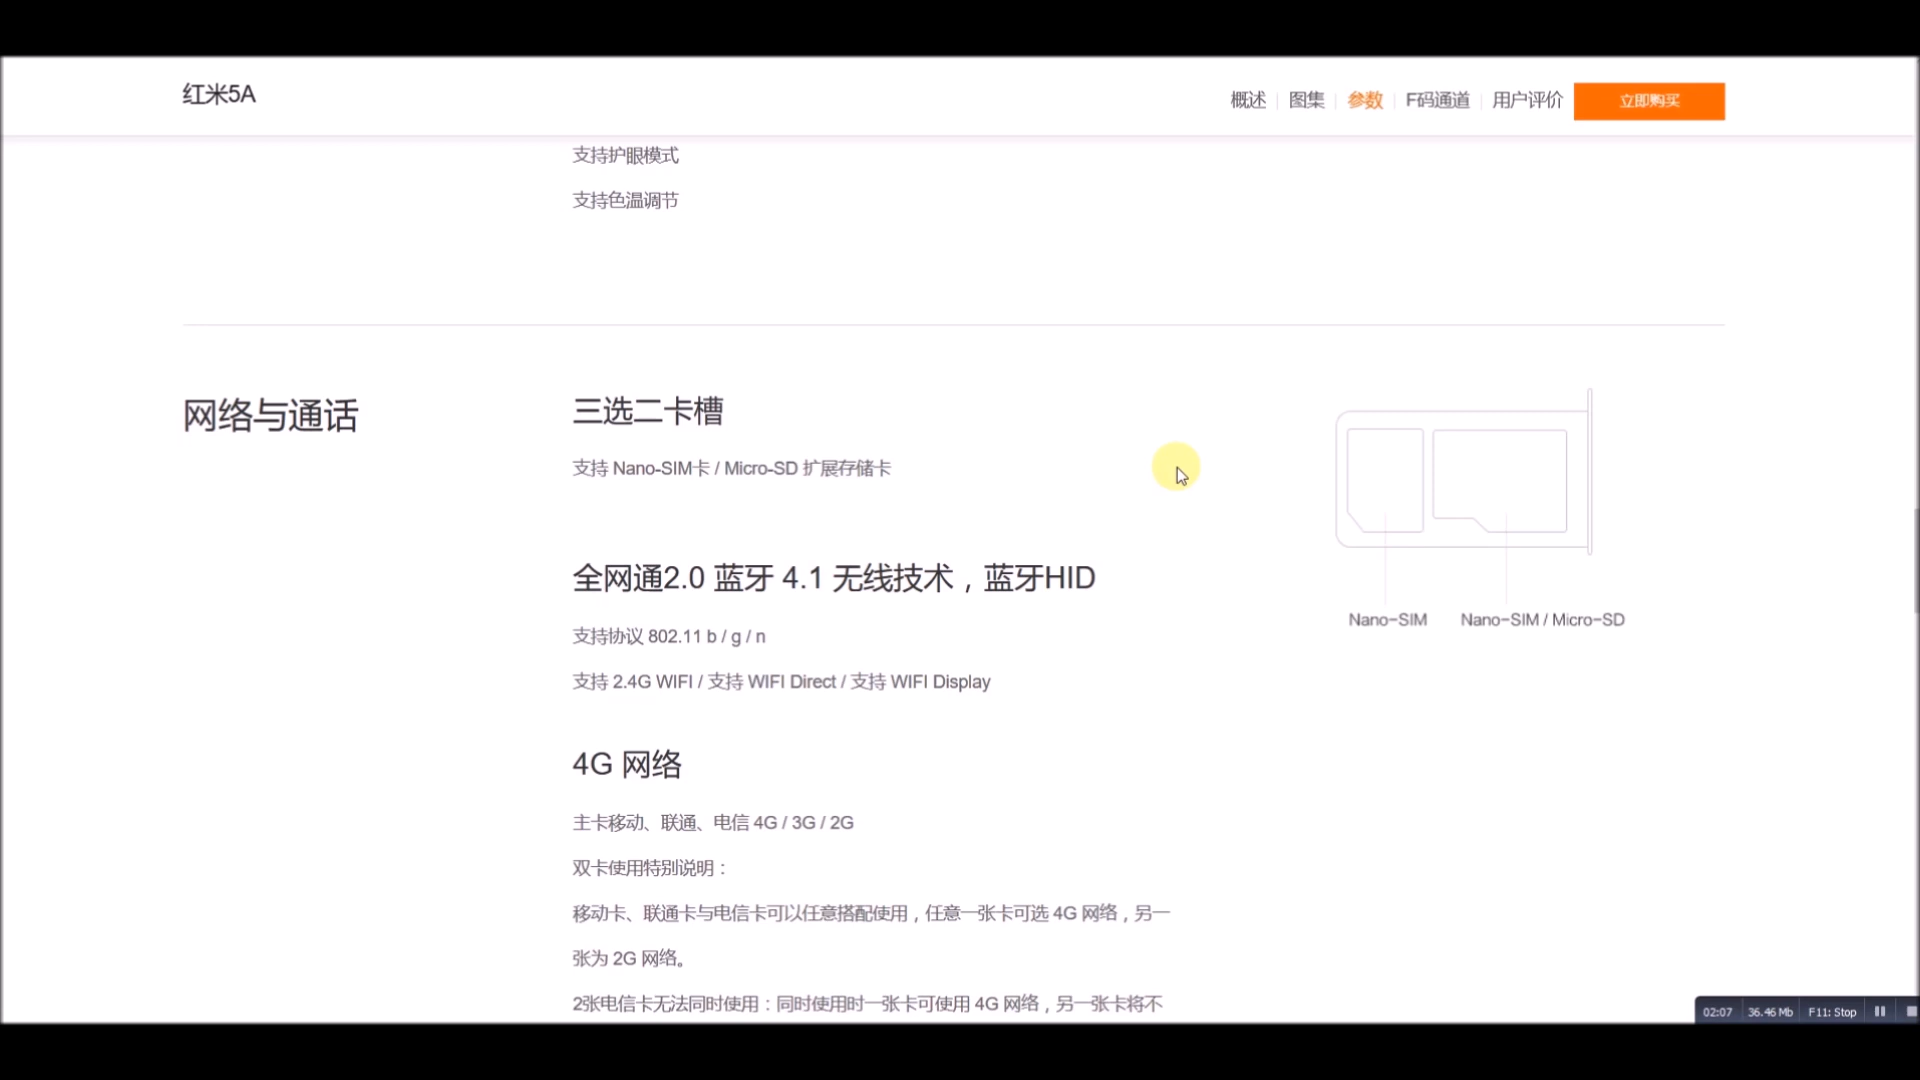 红米5A
概述 图集 参数 F码通道 用户评价 立即购买
支持护眼模式
支持色温调节
网络与通话
三选二卡槽
支持 Nano-SIM卡 / Micro-SD 扩展存储卡
全网通2.0 蓝牙 4.1 无线技术，蓝牙HID
支持协议 802.11 b / g / n
支持 2.4G WIFI / 支持 WIFI Direct / 支持 WIFI Display
Nano-SIM Nano-SIM / Micro-SD
4G 网络
主卡移动、联通、电信 4G / 3G / 2G
双卡使用特别说明：
移动卡、联通卡与电信卡可以任意搭配使用，任意一张卡可选 4G 网络，另一
张为 2G 网络。
2张电信卡无法同时使用：同时使用时一张卡可使用 4G 网络，另一张卡将不
02:07 36.46 Mb F11: Stop